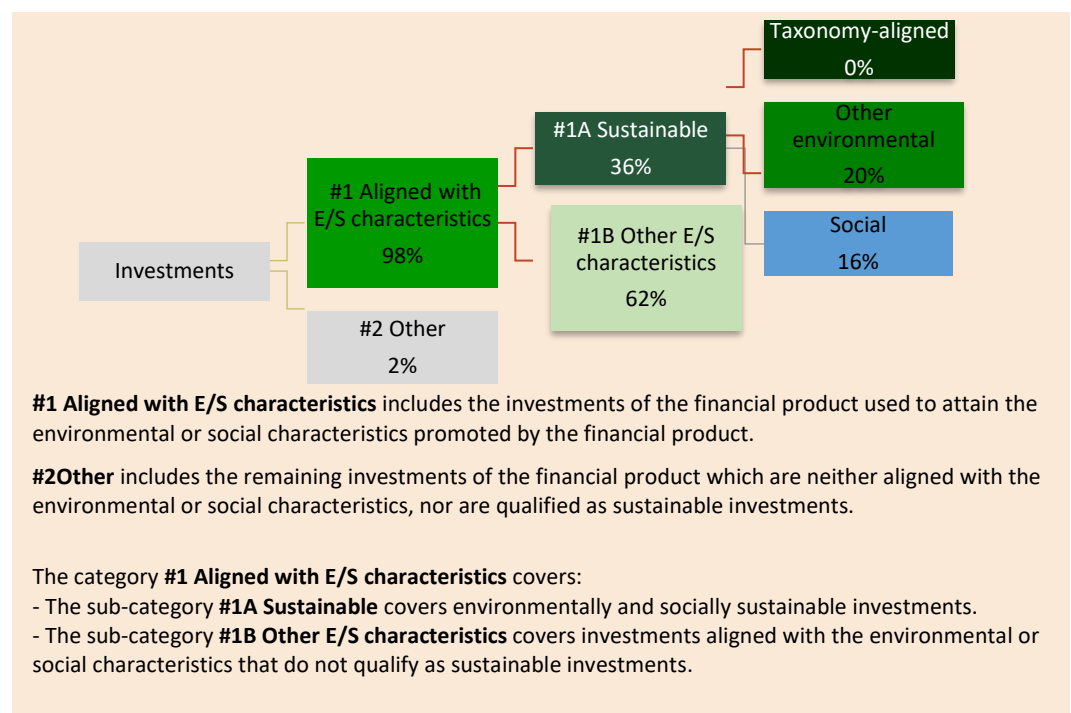 Taxonomy-aligned
0%
Other
environmental
20%
#1A Sustainable
36%
#1 Aligned with
E/S characteristics
98%
Social
16%
#1B Other E/S
characteristics
62%
Investments
#2 Other
2%
#1 Aligned with E/S characteristics includes the investments of the financial product used to attain the
environmental or social characteristics promoted by the financial product.
#2Other includes the remaining investments of the financial product which are neither aligned with the
environmental or social characteristics, nor are qualified as sustainable investments.
The category #1 Aligned with E/S characteristics covers:
- The sub-category #1A Sustainable covers environmentally and socially sustainable investments.
- The sub-category #1B Other E/S characteristics covers investments aligned with the environmental or
social characteristics that do not qualify as sustainable investments.